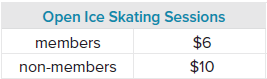 Open Ice Skating Sessions
members $6
non-members $10